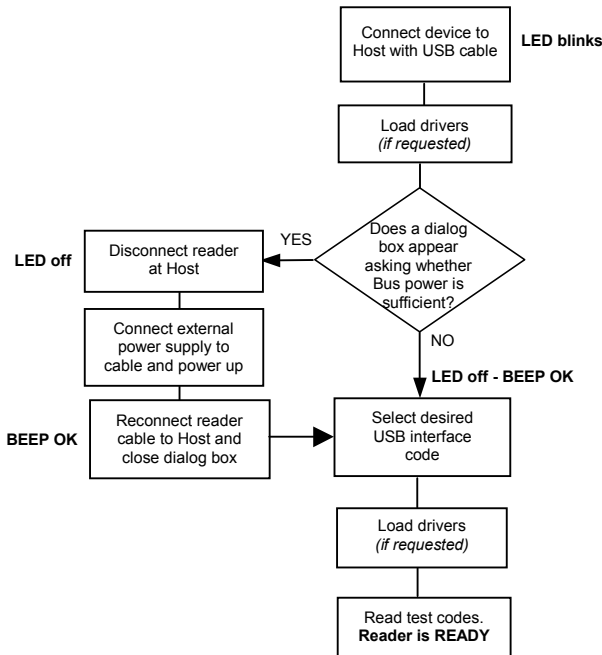 Connect device to
Host with USB cable
LED blinks
Load drivers
(if requested)
Does a dialog
box appear
asking whether
Bus power is
sufficient?
YES
NO
LED off
Disconnect reader
at Host
Connect external
power supply to
cable and power up
BEEP OK
Reconnect reader
cable to Host and
close dialog box
LED off - BEEP OK
Select desired
USB interface
code
Load drivers
(if requested)
Read test codes.
Reader is READY